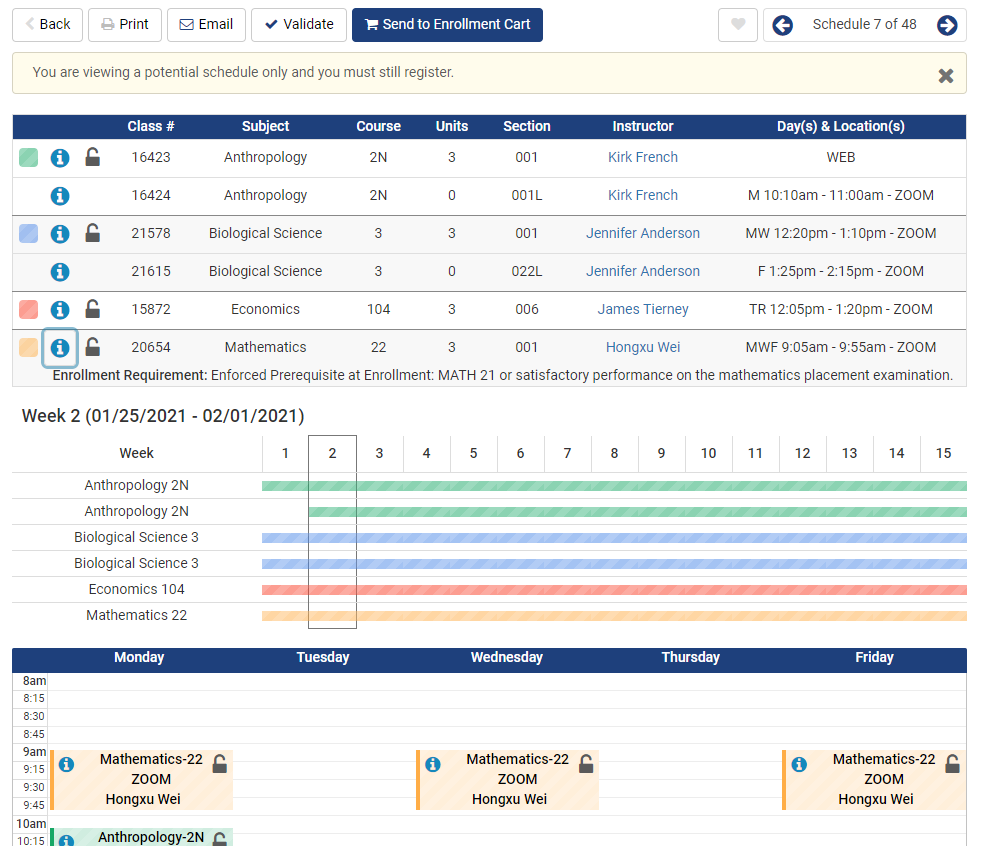 Back Print Email Validate Send to Enrollment Cart Schedule 7 of 48
You are viewing a potential schedule only and you must still register.
Class # Subject Course Units Section Instructor Day(s) & Location(s)
16423 Anthropology 2N 3 001 Kirk French WEB
16424 Anthropology 2N 0 001L Kirk French M 10:10am - 11:00am - ZOOM
21578 Biological Science 3 3 001 Jennifer Anderson MW 12:20pm - 1:10pm - ZOOM
21615 Biological Science 3 0 022L Jennifer Anderson F 1:25pm - 2:15pm - ZOOM
15872 Economics 104 3 006 James Tierney TR 12:05pm - 1:20pm - ZOOM
20654 Mathematics 22 3 001 Hongxu Wei MWF 9:05am - 9:55am - ZOOM
Enrollment Requirement: Enforced Prerequisite at Enrollment: MATH 21 or satisfactory performance on the mathematics placement examination.
Week 2 (01/25/2021 - 02/01/2021)
Week 1 2 3 4 5 6 7 8 9 10 11 12 13 14 15
Anthropology 2N
Anthropology 2N
Biological Science 3
Biological Science 3
Economics 104
Mathematics 22
Monday Tuesday Wednesday Thursday Friday
8am
8:15
8:30
8:45
9am Mathematics-22 Mathematics-22 Mathematics-22
9:15 ZOOM ZOOM ZOOM
9:30 Hongxu Wei Hongxu Wei Hongxu Wei
9:45
10am Anthropology-2N
10:15